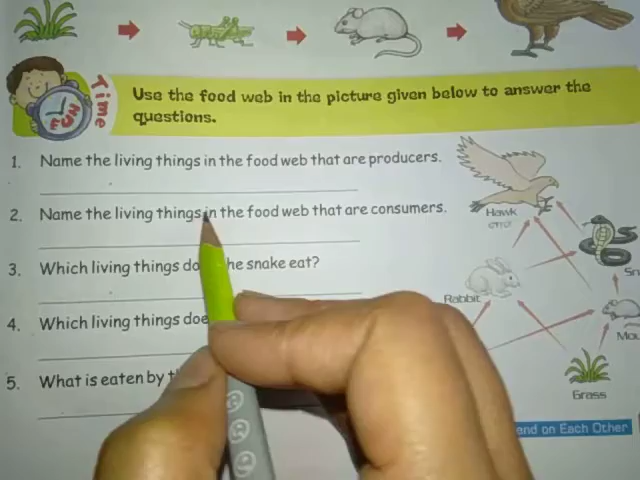 Time
Use the food web in the picture given below to answer the
questions.
1. Name the living things in the food web that are producers.
2. Name the living things in the food web that are consumers.
Hawk
3. Which living things do he snake eat?
Rabbit
4. Which living things doe
5. What is eaten by
Grass
and on Each Other